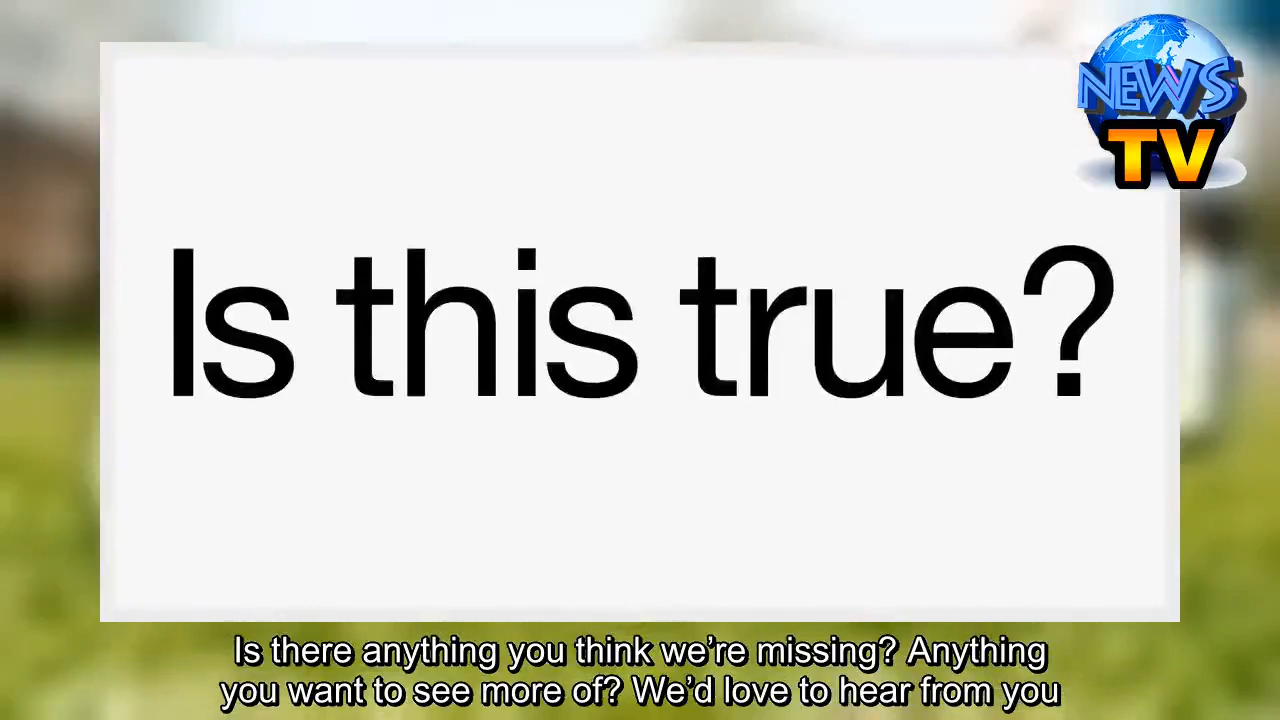 NEWS
TV
Is this true?
Is there anything you think we’re missing? Anything
you want to see more of? We’d love to hear from you